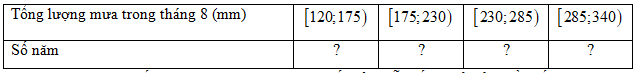 Tổng lượng mưa trong tháng 8 (mm) [120;175) [175;230) [230;285) [285;340)
Số năm ? ? ? ?